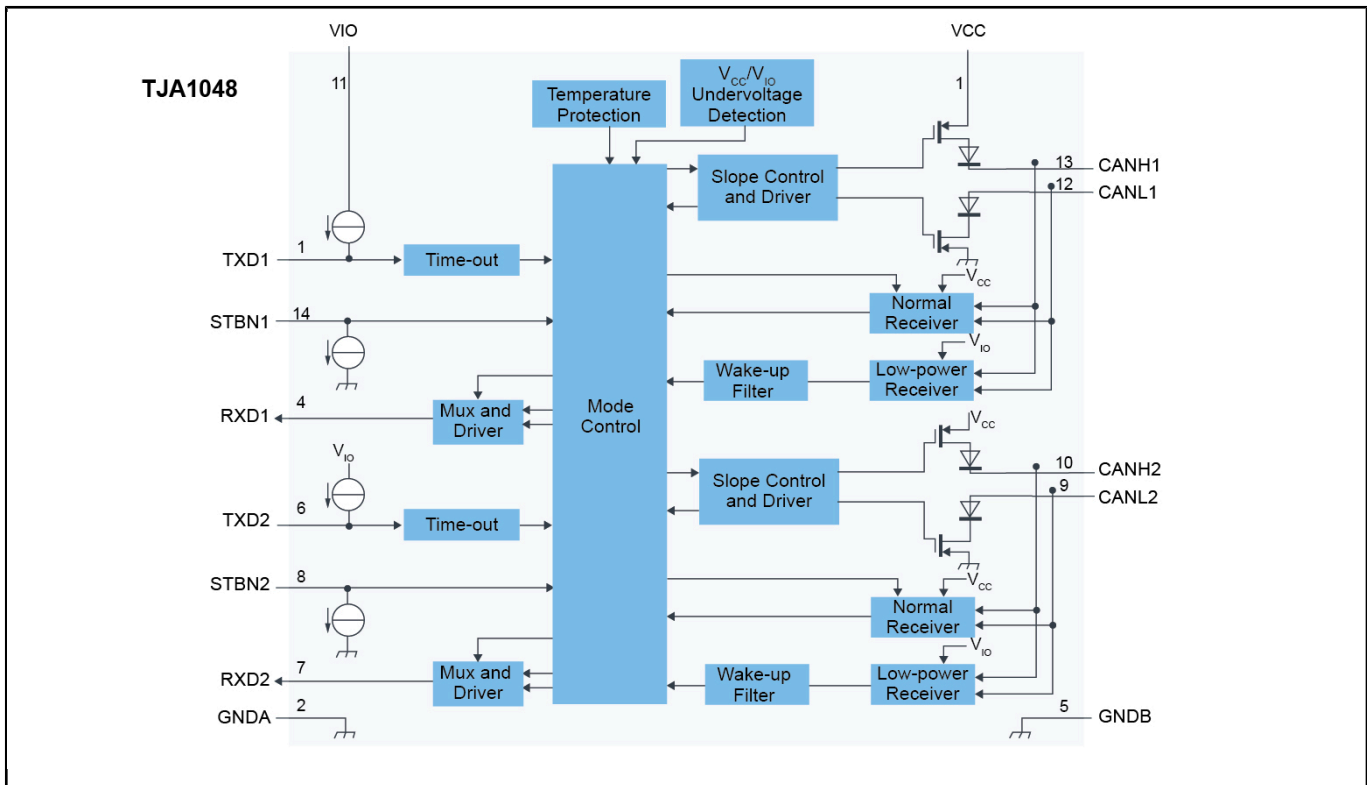 VIO
VCC
TJA1048
11
1
Temperature
Protection
VCC/VIO
Undervoltage
Detection
Slope Control
and Driver
13
CANH1
12
CANL1
TXD1
1
Time-out
VCC
Normal
Receiver
STBN1
14
VIO
Low-power
Receiver
Wake-up
Filter
RXD1
4
Mux and
Driver
Mode
Control
VCC
VIO
10
CANH2
Slope Control
and Driver
9
CANL2
TXD2
6
Time-out
STBN2
8
VCC
Normal
Receiver
VIO
RXD2
7
Mux and
Driver
Wake-up
Filter
Low-power
Receiver
GNDA
2
5
GNDB